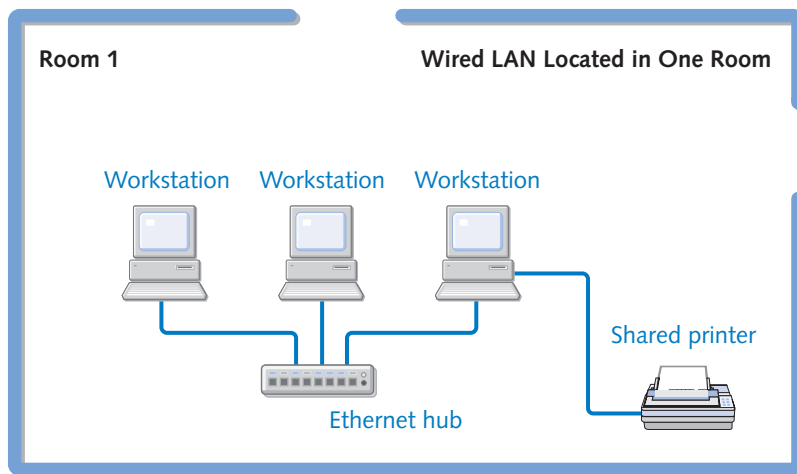 Room 1
Wired LAN Located in One Room
Workstation
Workstation
Workstation
Shared printer
Ethernet hub